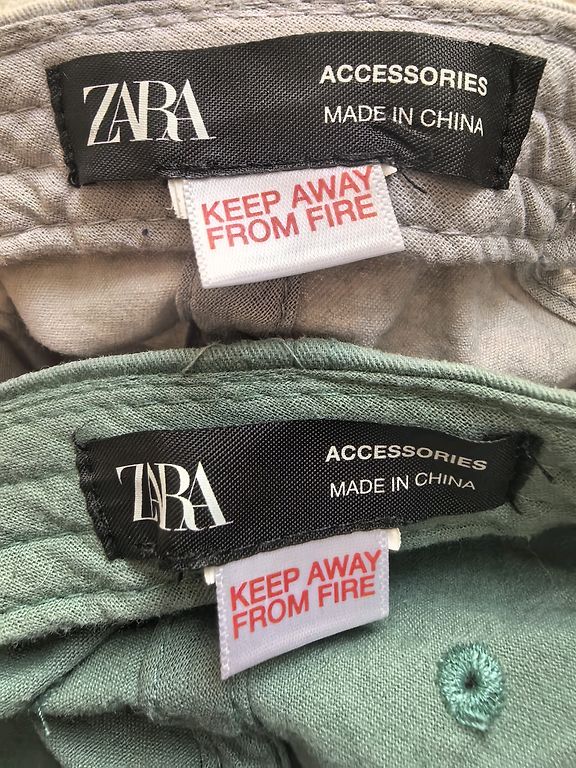 ZARA
ACCESSORIES
MADE IN CHINA
KEEP AWAY
FROM FIRE
ZARA
ACCESSORIES
MADE IN CHINA
KEEP AWAY
FROM FIRE